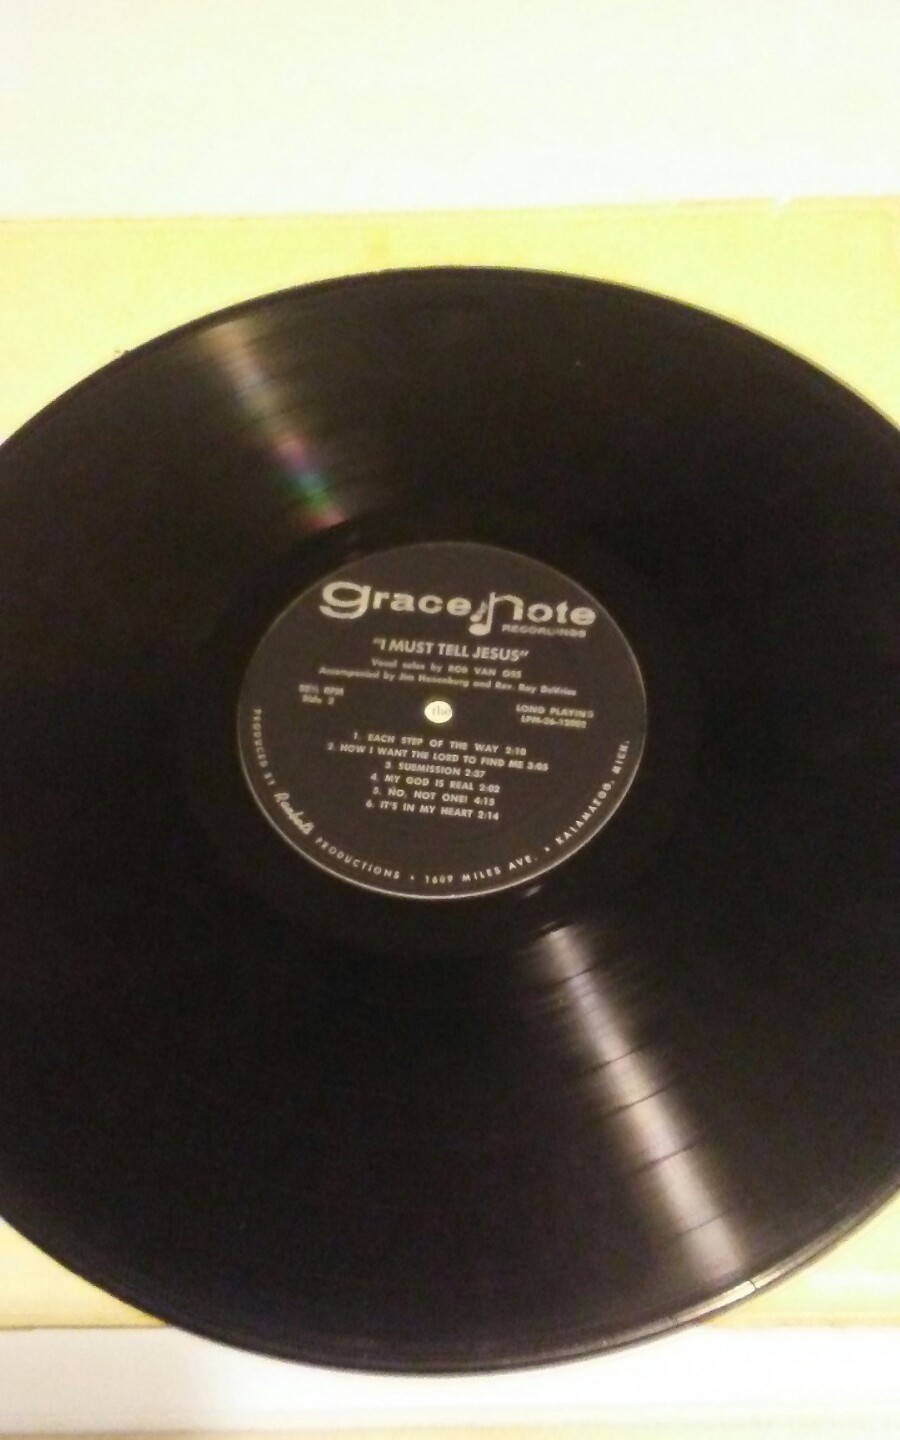 grace note
RECORDINGS
"I MUST TELL JESUS"
Vocal solos by BOB VAN OSS
Accompanied by Jim and Rev. Ray DeVries
33⅓ RPM
Side 2
LONG PLAYING
the
1. EACH STEP OF THE WAY 2:10
2. HOW I WANT THE LORD TO FIND ME 3:05
3. SUBMISSION 2:37
4. MY GOD IS REAL 2:02
5. NO, NOT ONE! 4:15
6. IT'S IN MY HEART 2:14
PRODUCED BY PRODUCTIONS • 1609 MILES AVE. • KALAMAZOO, MICH.